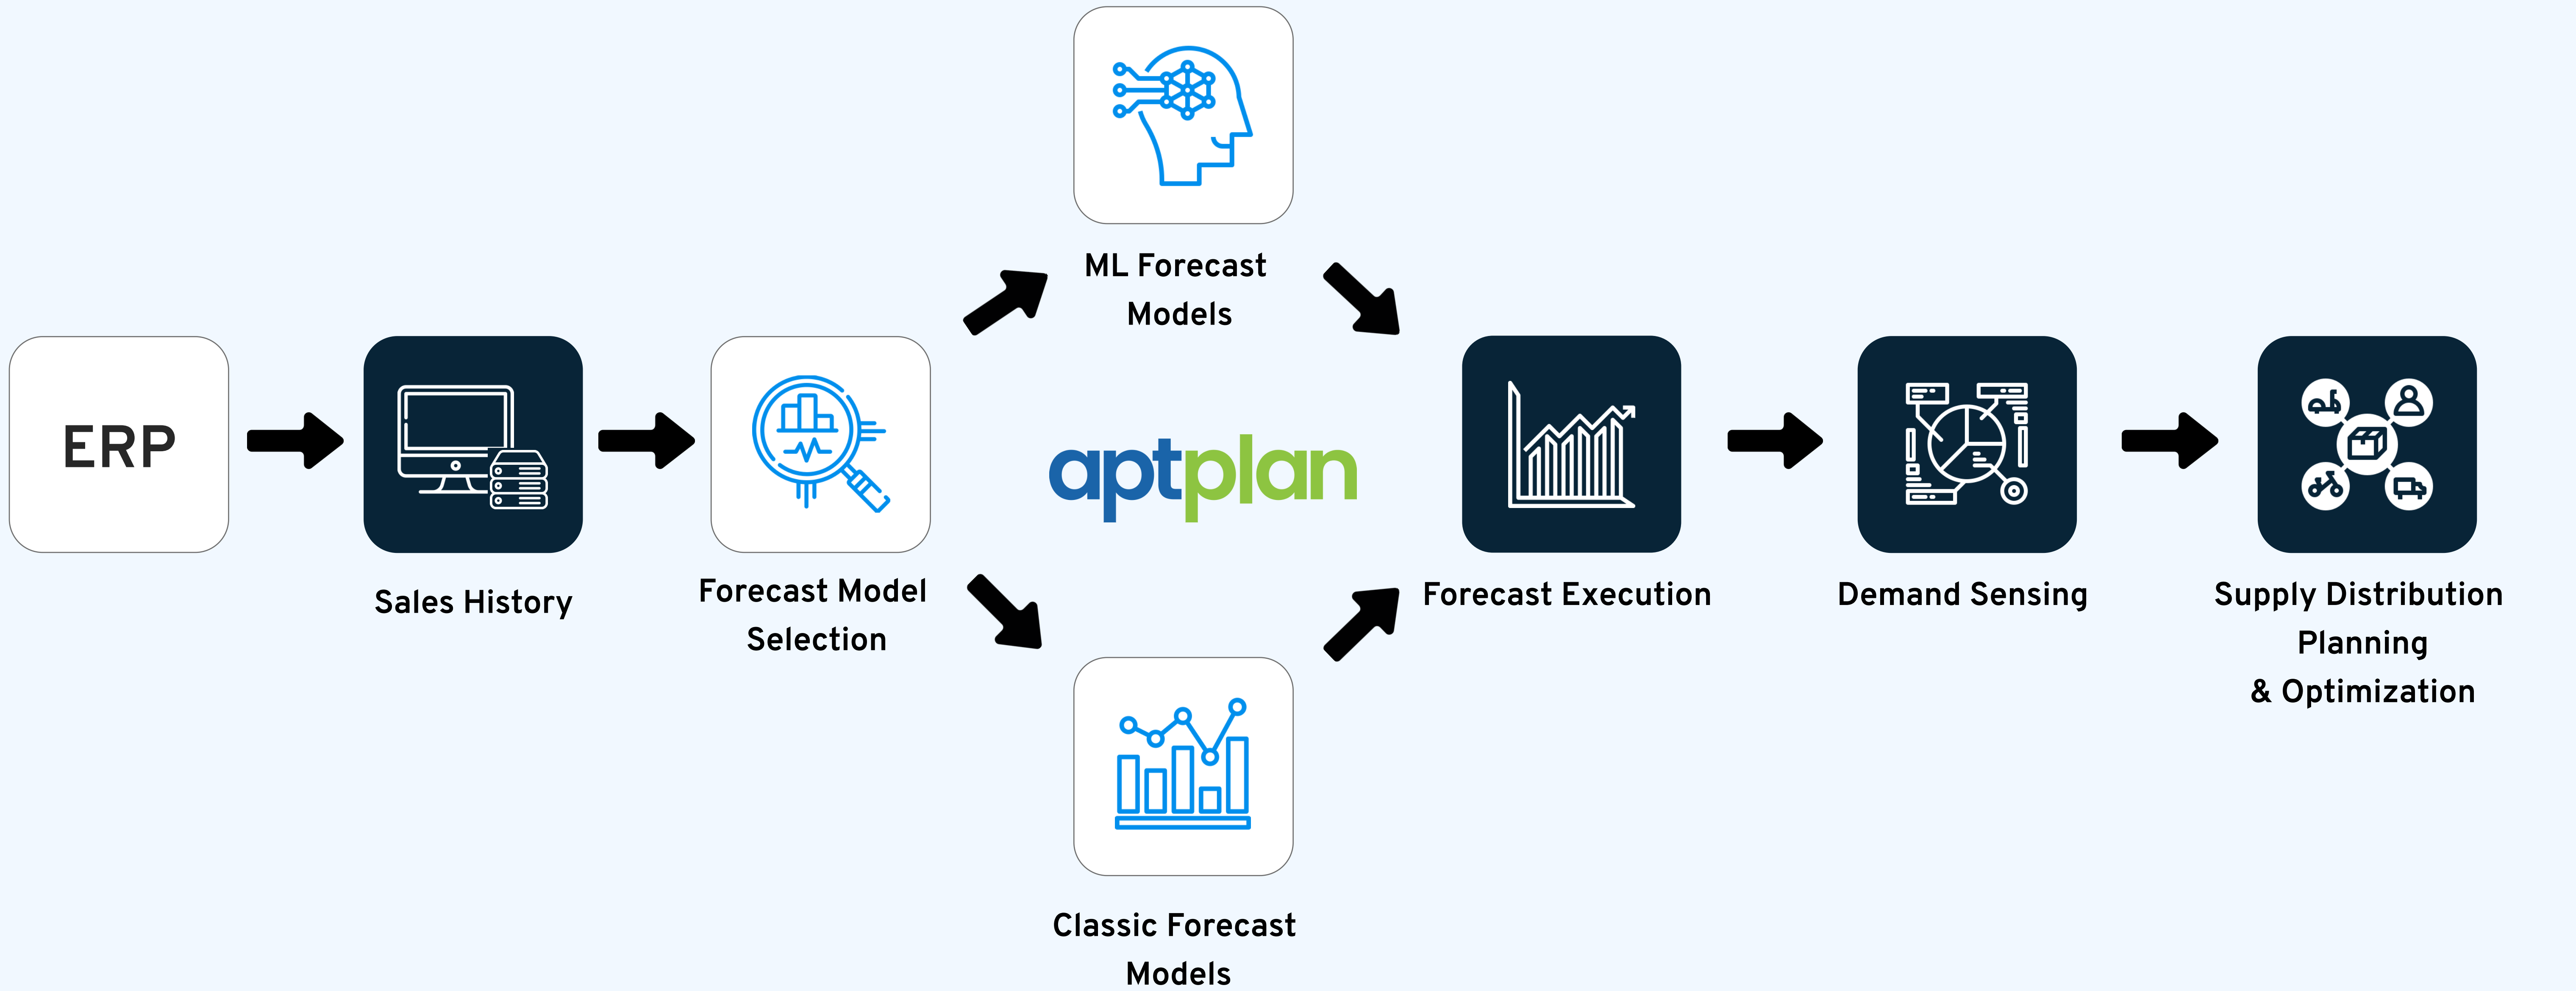 ML Forecast
Models
ERP
aptplan
Sales History
Forecast Model
Selection
Forecast Execution
Demand Sensing
Supply Distribution
Planning
& Optimization
Classic Forecast
Models